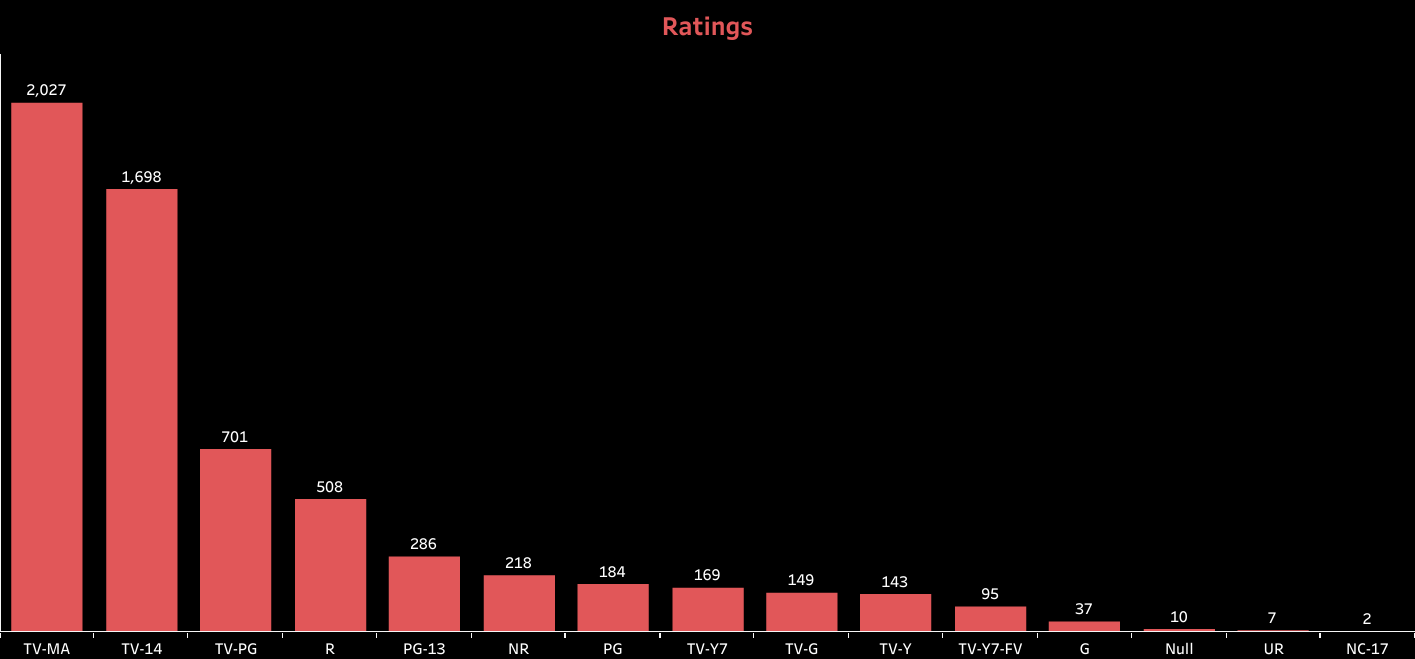 Ratings
2,027
1,698
701
508
286
218
184
169
149
143
95
37
10
7
2
TV-MA
TV-14
TV-PG
R
PG-13
NR
PG
TV-Y7
TV-G
TV-Y
TV-Y7-FV
G
Null
UR
NC-17